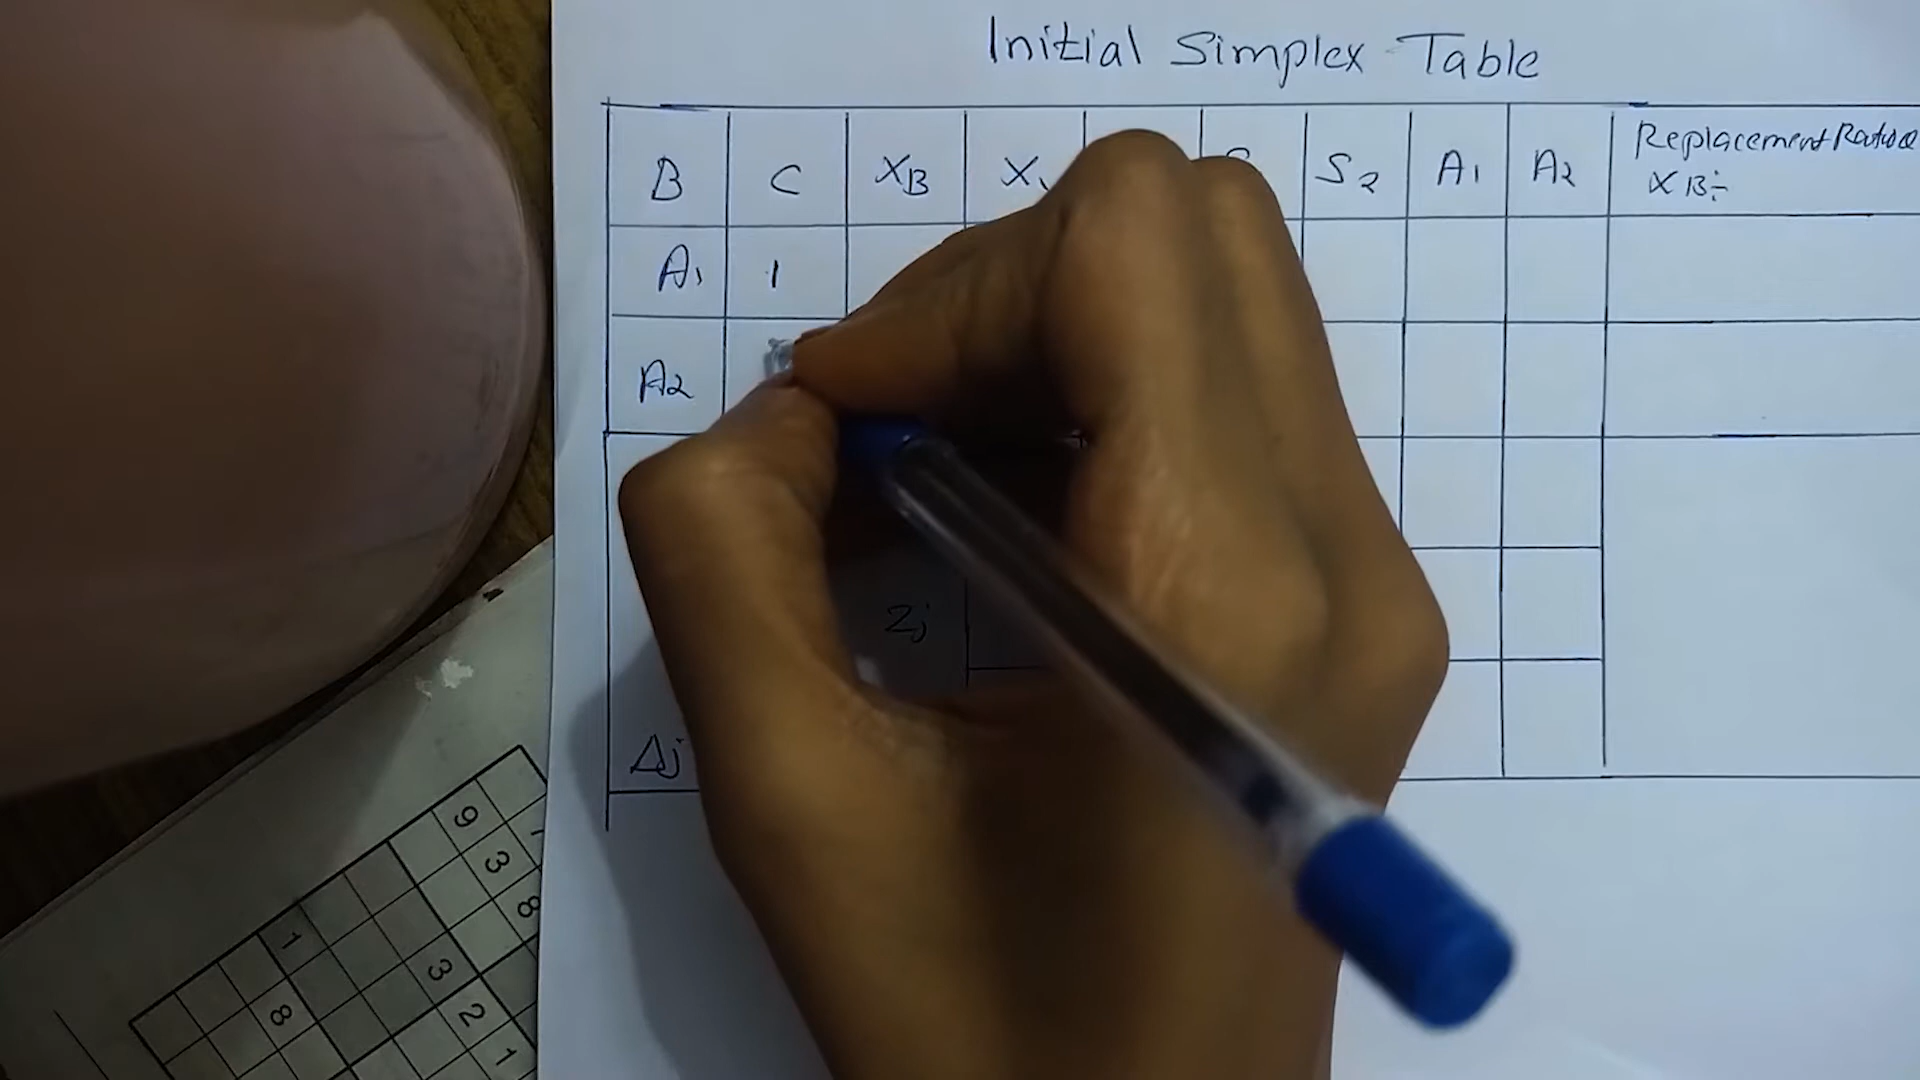 Initial Simplex Table
B C XB X1 S2 A1 A2 Replacement Ratio
XB÷
A1 1
A2
Zj
Δj
9
3
8
1
3
8
2
1